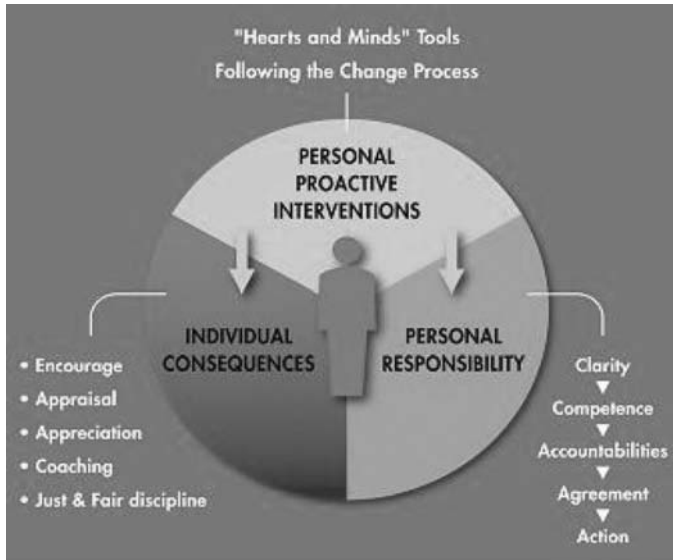 "Hearts and Minds" Tools
Following the Change Process
PERSONAL
PROACTIVE
INTERVENTIONS
INDIVIDUAL
CONSEQUENCES
PERSONAL
RESPONSIBILITY
• Encourage
• Appraisal
• Appreciation
• Coaching
• Just & Fair discipline
Clarity
Competence
Accountabilities
Agreement
Action